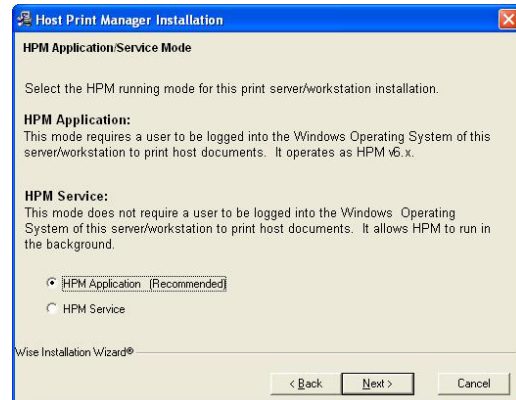 Host Print Manager Installation
HPM Application/Service Mode
Select the HPM running mode for this print server/workstation installation.
HPM Application:
This mode requires a user to be logged into the Windows Operating System of this
server/workstation to print host documents. It operates as HPM v6.x.
HPM Service:
This mode does not require a user to be logged into the Windows Operating
System of this server/workstation to print host documents. It allows HPM to run in
the background.
HPM Application (Recommended)
HPM Service
Wise Installation Wizard®
< Back Next > Cancel